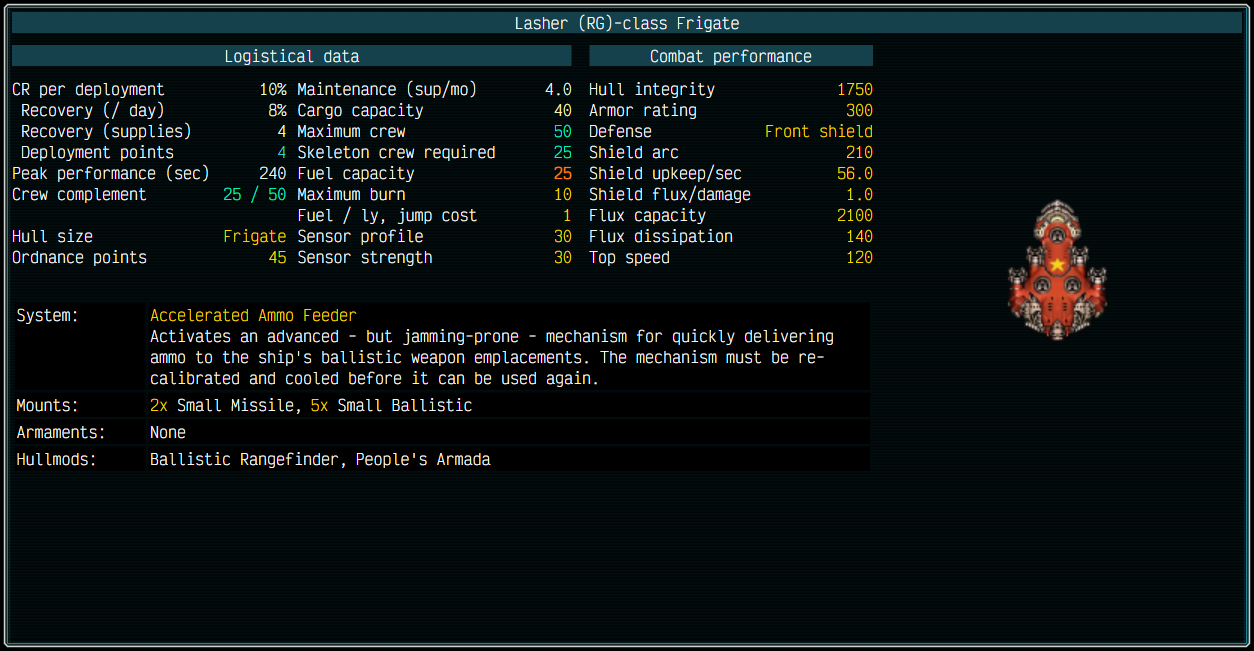 Lasher (RG)-class Frigate
Logistical data
CR per deployment 10% Maintenance (sup/mo) 4.0
Recovery (/ day) 8% Cargo capacity 40
Recovery (supplies) 4 Maximum crew 50
Deployment points 4 Skeleton crew required 25
Peak performance (sec) 240 Fuel capacity 25
Crew complement 25 / 50 Maximum burn 10
Fuel / ly, jump cost 1
Hull size Frigate Sensor profile 30
Ordnance points 45 Sensor strength 30
Combat performance
Hull integrity 1750
Armor rating 300
Defense Front shield
Shield arc 210
Shield upkeep/sec 56.0
Shield flux/damage 1.0
Flux capacity 2100
Flux dissipation 140
Top speed 120
System: Accelerated Ammo Feeder
Activates an advanced - but jamming-prone - mechanism for quickly delivering
ammo to the ship's ballistic weapon emplacements. The mechanism must be re-
calibrated and cooled before it can be used again.
Mounts: 2x Small Missile, 5x Small Ballistic
Armaments: None
Hullmods: Ballistic Rangefinder, People's Armada